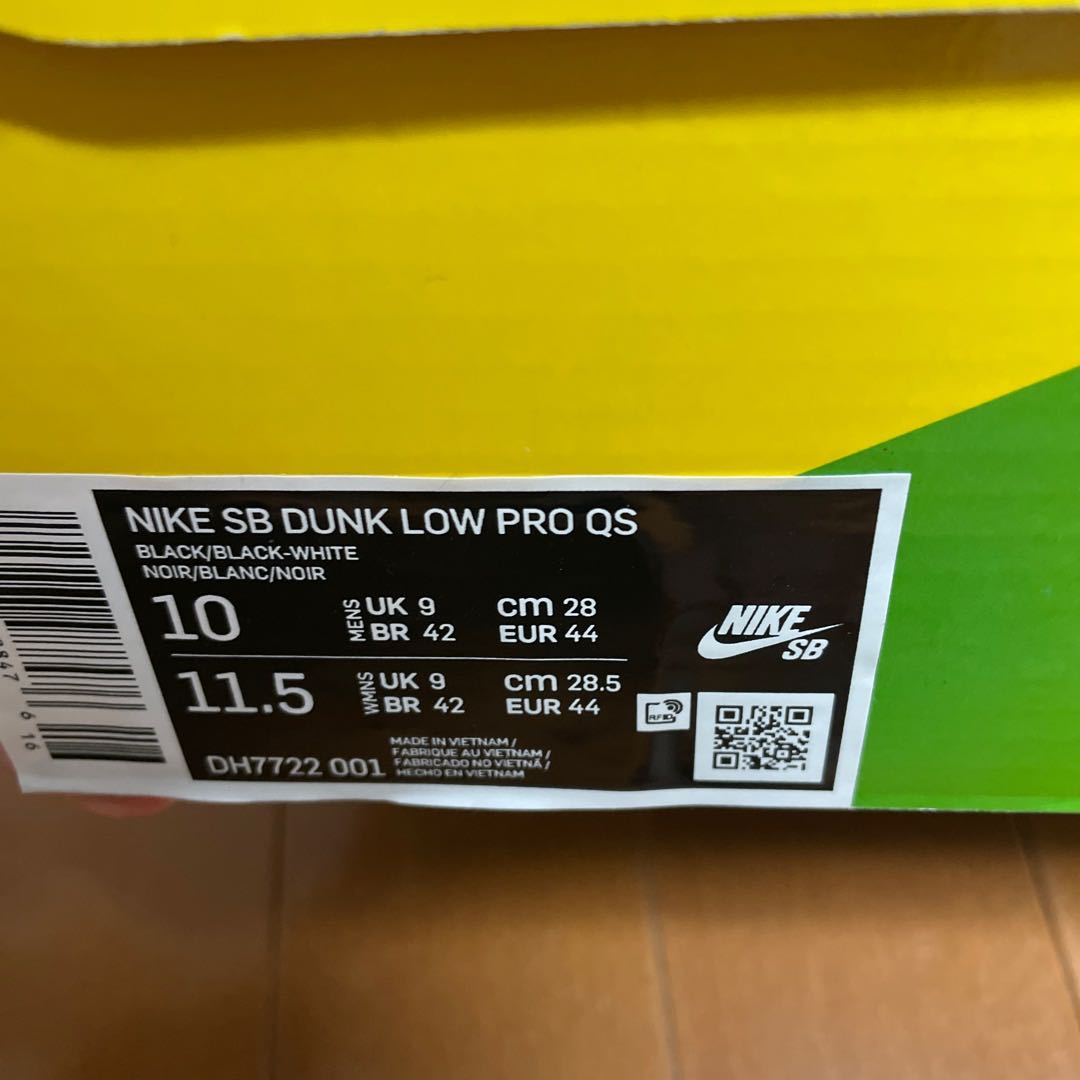 NIKE SB DUNK LOW PRO QS
BLACK/BLACK-WHITE
NOIR/BLANC/NOIR
10 MENS UK 9 cm 28
BR 42 EUR 44
11.5 WMNS UK 9 cm 28.5
BR 42 EUR 44
DH7722 001
MADE IN VIETNAM /
FABRIQUE AU VIETNAM /
FABRICADO NO VIETNÃ /
HECHO EN VIETNAM
NIKE
SB
RFID
6 16